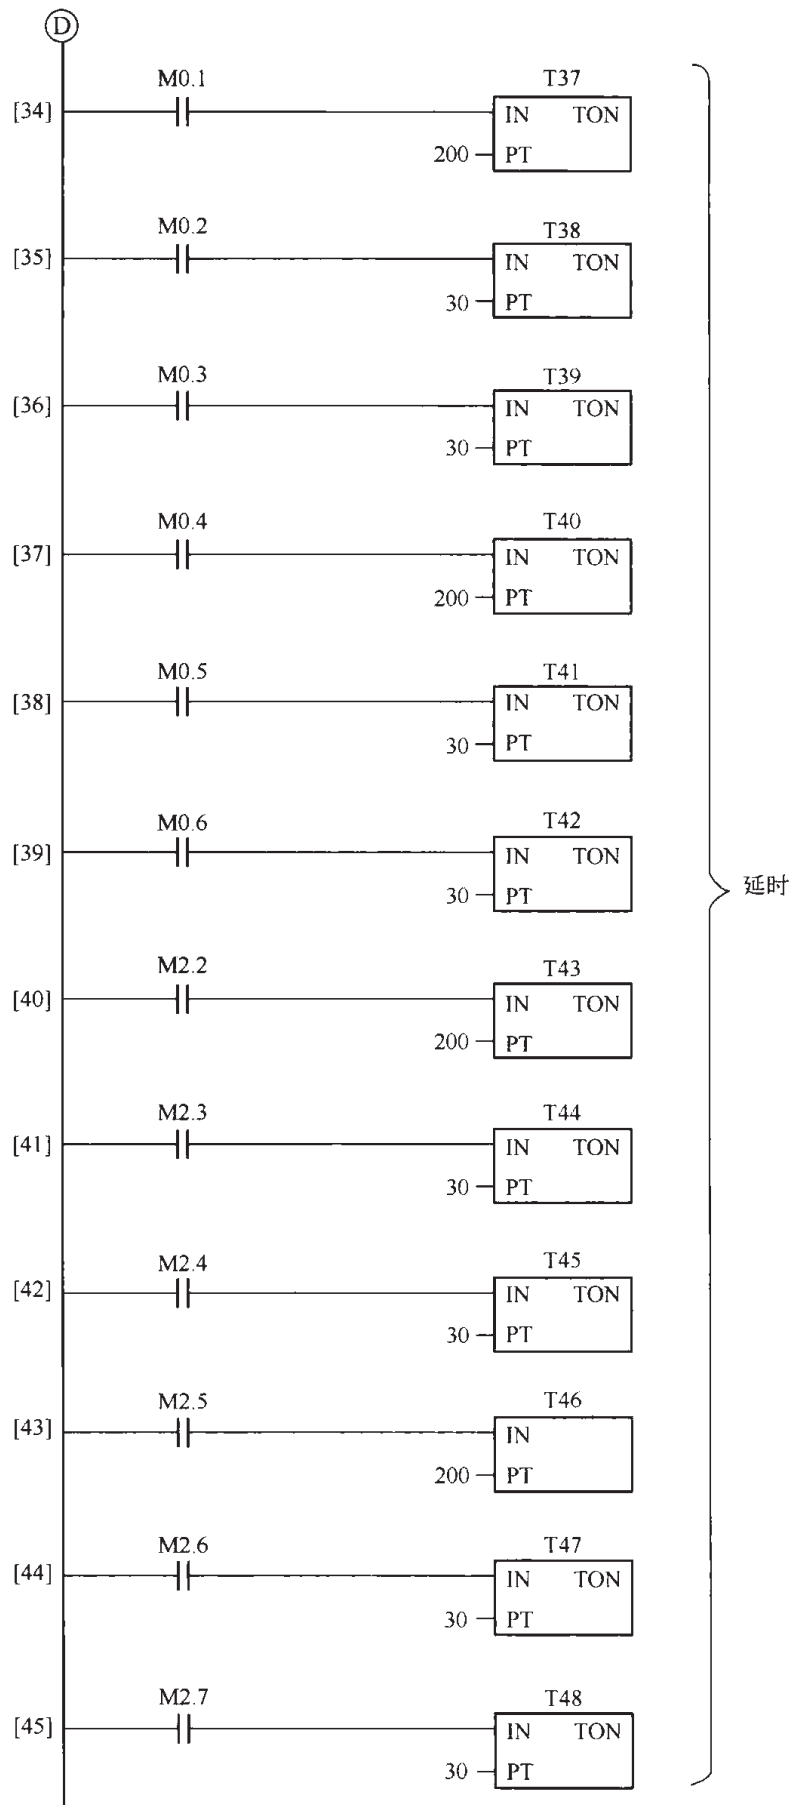 D
M0.1 T37
[34] IN TON
200 PT
M0.2 T38
[35] IN TON
30 PT
M0.3 T39
[36] IN TON
30 PT
M0.4 T40
[37] IN TON
200 PT
M0.5 T41
[38] IN TON
30 PT
M0.6 T42
[39] IN TON
30 PT
延时
M2.2 T43
[40] IN TON
200 PT
M2.3 T44
[41] IN TON
30 PT
M2.4 T45
[42] IN TON
30 PT
M2.5 T46
[43] IN
200 PT
M2.6 T47
[44] IN TON
30 PT
M2.7 T48
[45] IN TON
30 PT